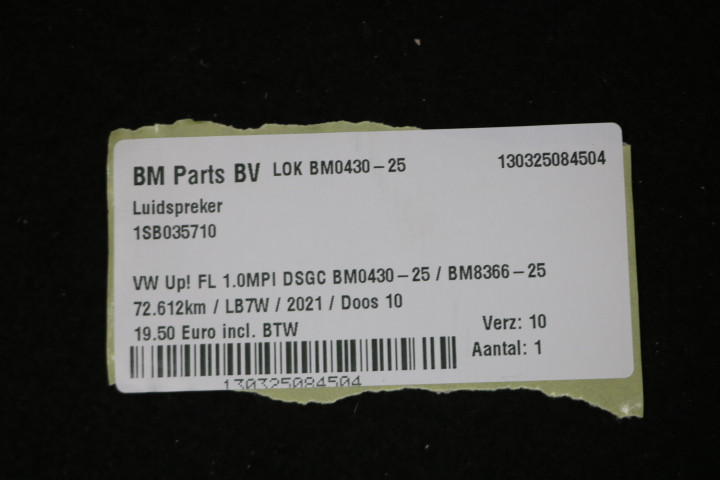 BM Parts BV LOK BM0430-25 130325084504
Luidspreker
1SB035710
VW Up! FL 1.0MPI DSGC BM0430-25 / BM8366-25
72.612km / LB7W / 2021 / Doos 10
19.50 Euro incl. BTW Verz: 10
Aantal: 1
130325084504